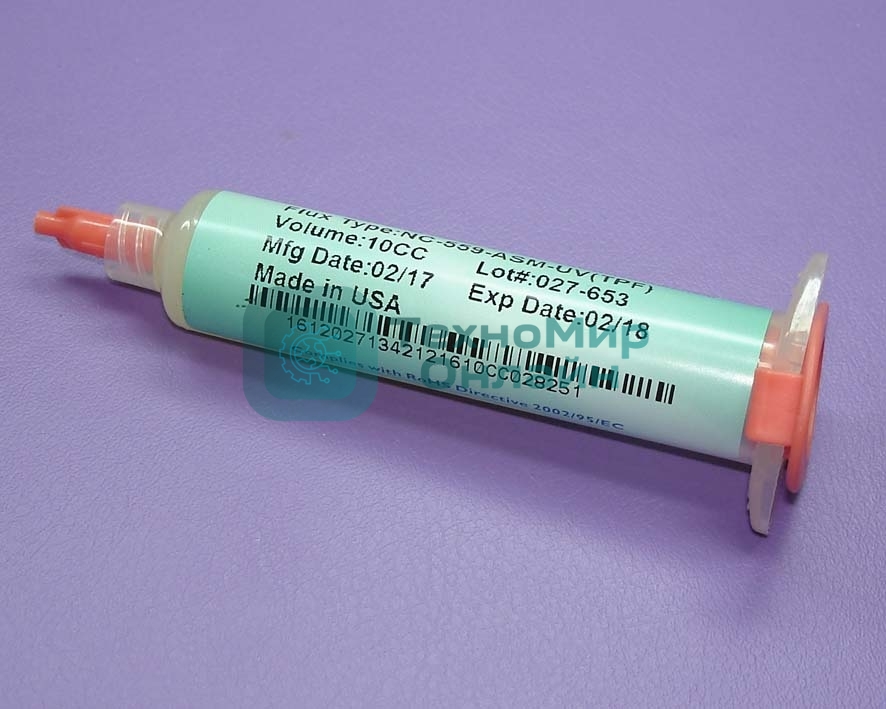 Flux Type:NC-559-ASM-UV(TPF)
Volume:10CC Lot#:027-653
Mfg Date:02/17 Exp Date:02/18
Made in USA
16120271342121610CC028251
Complies with RoHS Directive 2002/95/EC
ТехноМир
Онлайн